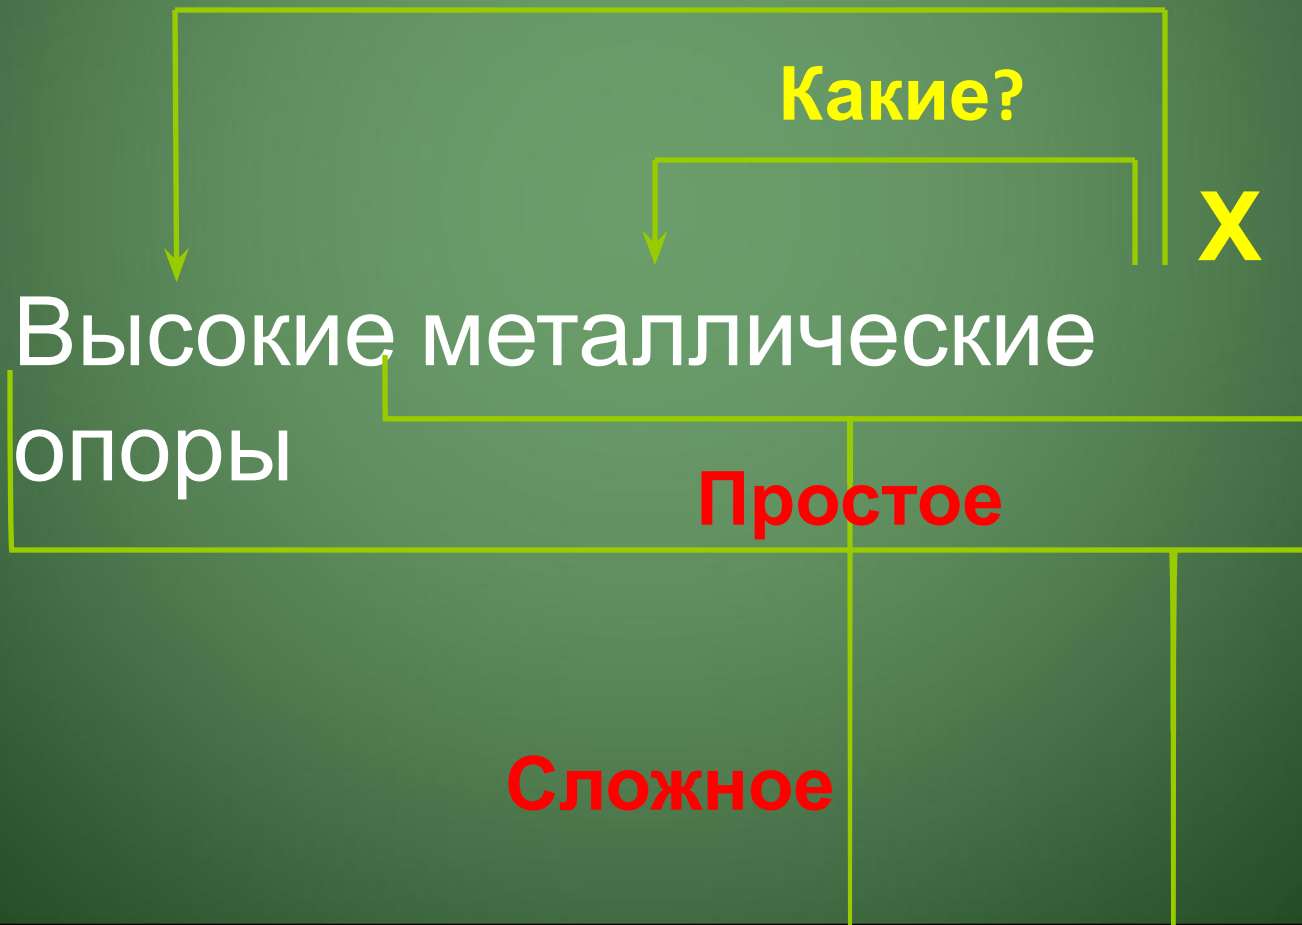 Какие?
Х
Высокие металлические
опоры
Простое
Сложное